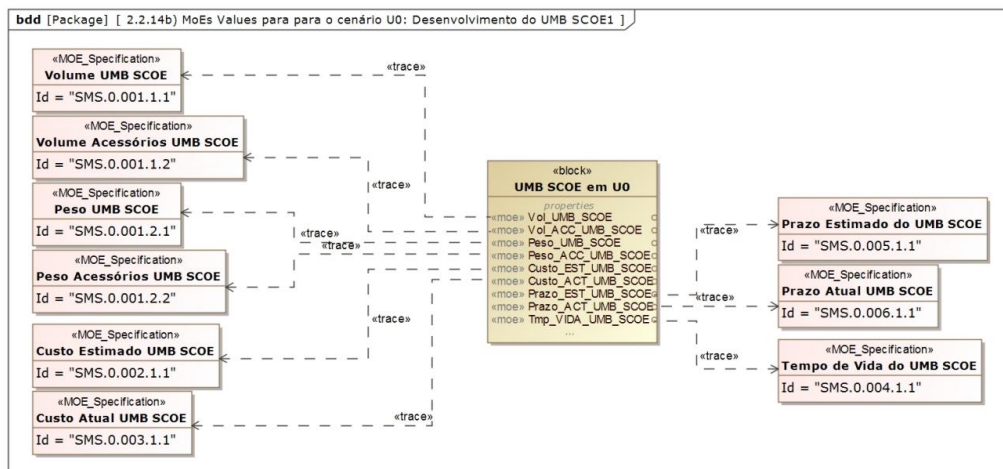 bdd [Package] [ 2.2.14b) MoEs Values para para o cenário U0: Desenvolvimento do UMB SCOE1 ]
«MOE_Specification»
Volume UMB SCOE
Id = "SMS.0.001.1.1"
«MOE_Specification»
Volume Acessórios UMB SCOE
Id = "SMS.0.001.1.2"
«MOE_Specification»
Peso UMB SCOE
Id = "SMS.0.001.2.1"
«MOE_Specification»
Peso Acessórios UMB SCOE
Id = "SMS.0.001.2.2"
«MOE_Specification»
Custo Estimado UMB SCOE
Id = "SMS.0.002.1.1"
«MOE_Specification»
Custo Atual UMB SCOE
Id = "SMS.0.003.1.1"
«trace»
«trace»
«trace»
«trace»
«trace»
«trace»
«block»
UMB SCOE em U0
properties
«moe» Vol_UMB_SCOE
«moe» Vol_ACC_UMB_SCOE
«moe» Peso_UMB_SCOE
«moe» Peso_ACC_UMB_SCOE
«moe» Custo_EST_UMB_SCOE
«moe» Custo_ACT_UMB_SCOE
«moe» Prazo_EST_UMB_SCOE
«moe» Prazo_ACT_UMB_SCOE
«moe» Tmp_VIDA_UMB_SCOE
...
«trace»
«trace»
«trace»
«MOE_Specification»
Prazo Estimado do UMB SCOE
Id = "SMS.0.005.1.1"
«MOE_Specification»
Prazo Atual UMB SCOE
Id = "SMS.0.006.1.1"
«MOE_Specification»
Tempo de Vida do UMB SCOE
Id = "SMS.0.004.1.1"